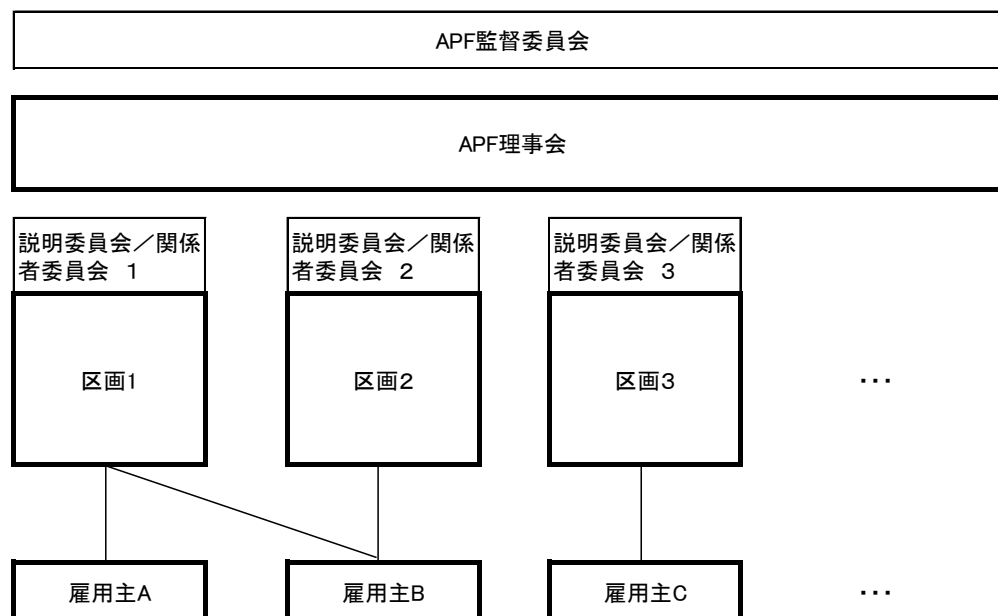 APF監督委員会
APF理事会
説明委員会／関係
者委員会　1
説明委員会／関係
者委員会　２
説明委員会／関係
者委員会　３
区画1
区画２
区画３
･･･
雇用主A
雇用主B
雇用主C
･･･